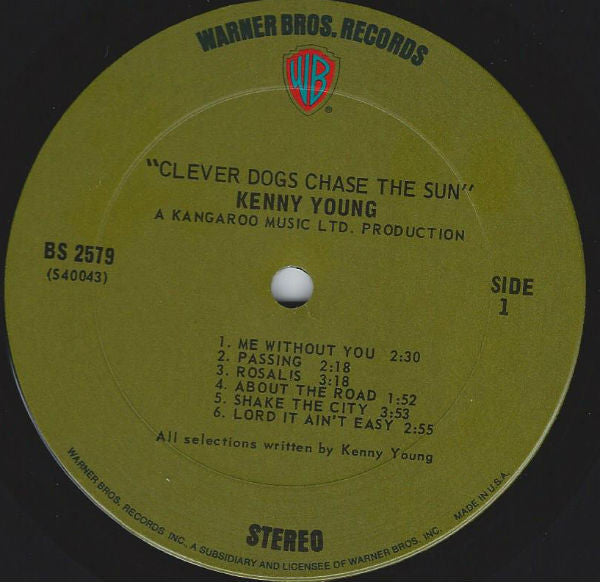 WARNER BROS. RECORDS
WB
®
"CLEVER DOGS CHASE THE SUN"
KENNY YOUNG
A KANGAROO MUSIC LTD. PRODUCTION
BS 2579
(S40043)
SIDE
1
1. ME WITHOUT YOU 2:30
2. PASSING 2:18
3. ROSALIS 3:18
4. ABOUT THE ROAD 1:52
5. SHAKE THE CITY 3:53
6. LORD IT AIN'T EASY 2:55
All selections written by Kenny Young
STEREO
WARNER BROS. RECORDS INC., A SUBSIDIARY AND LICENSEE OF WARNER BROS. INC.
MADE IN U.S.A.